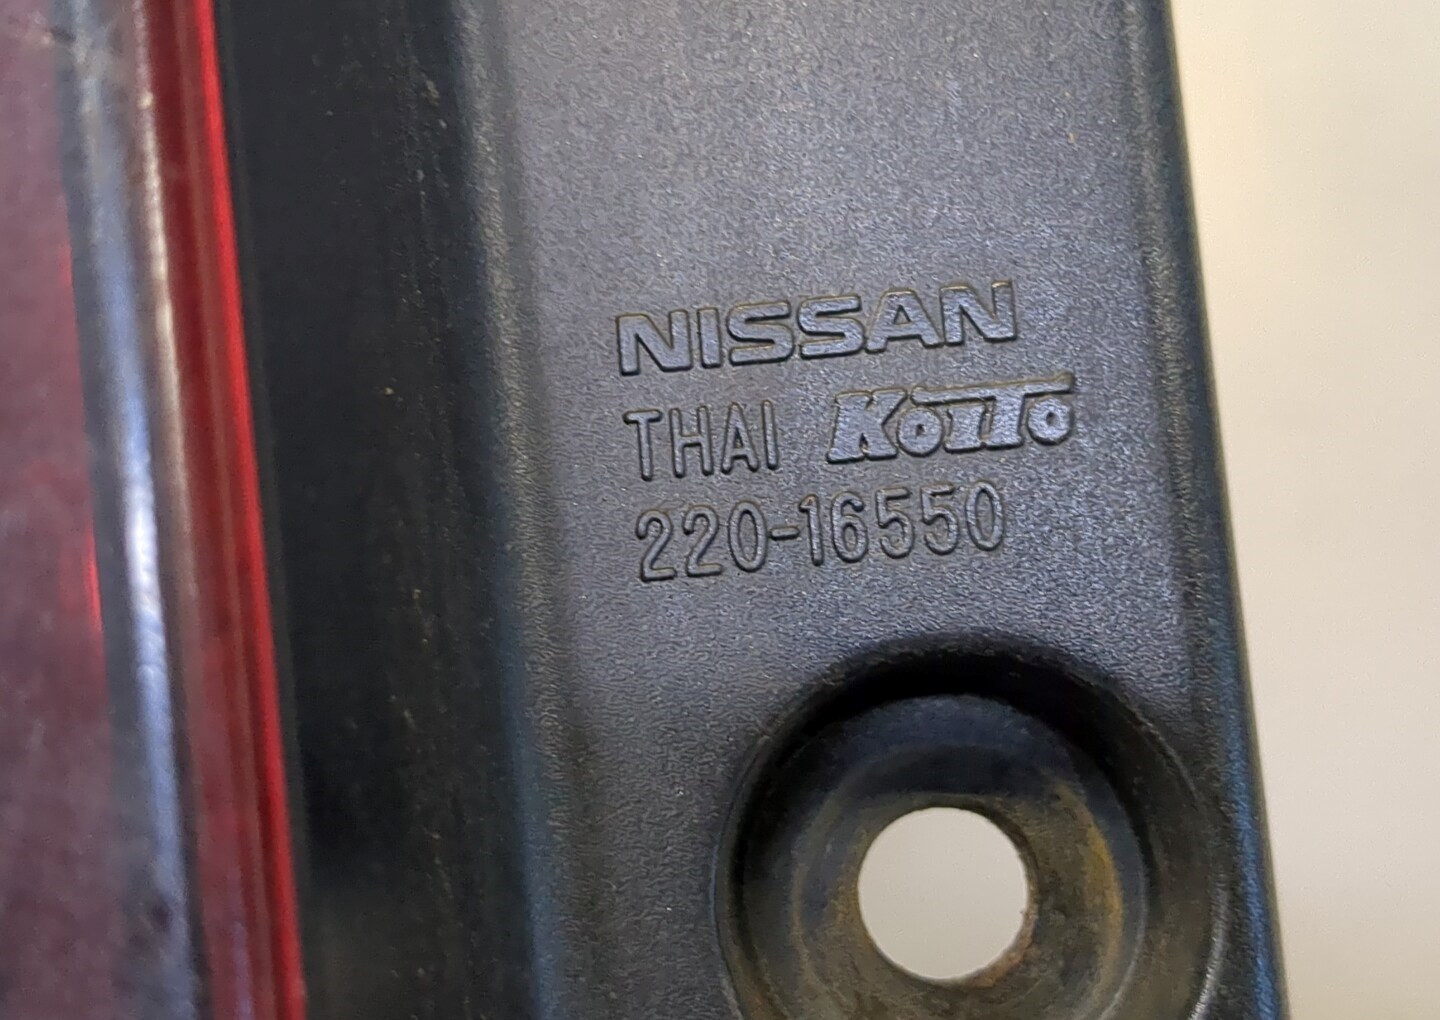 NISSAN
THAI KOITO
220-16550